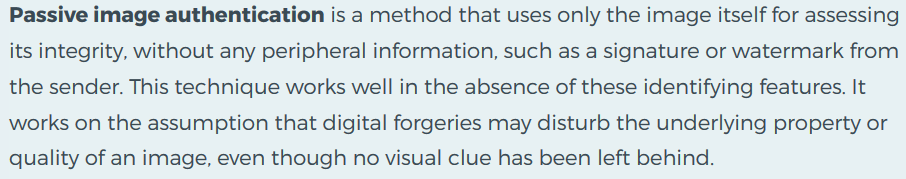 Passive image authentication is a method that uses only the image itself for assessing
its integrity, without any peripheral information, such as a signature or watermark from
the sender. This technique works well in the absence of these identifying features. It
works on the assumption that digital forgeries may disturb the underlying property or
quality of an image, even though no visual clue has been left behind.